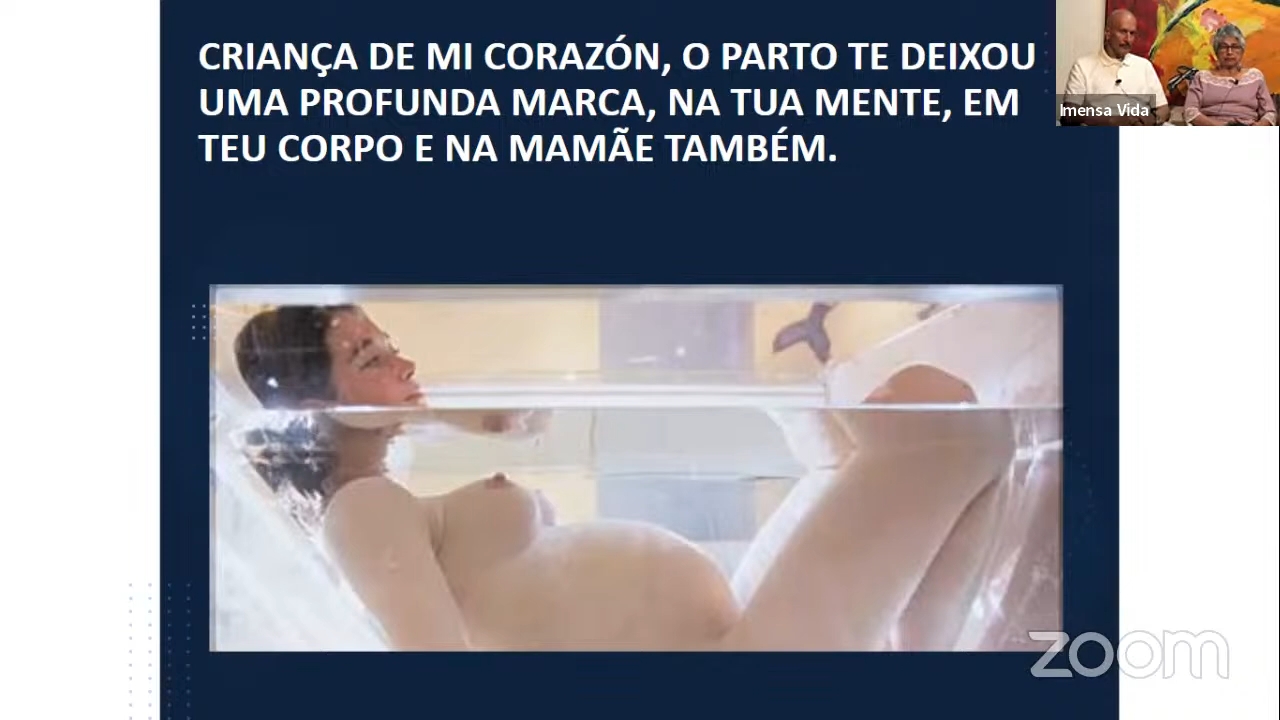 CRIANÇA DE MI CORAZÓN, O PARTO TE DEIXOU
UMA PROFUNDA MARCA, NA TUA MENTE, EM
TEU CORPO E NA MAMÃE TAMBÉM.
Imensa Vida
zoom